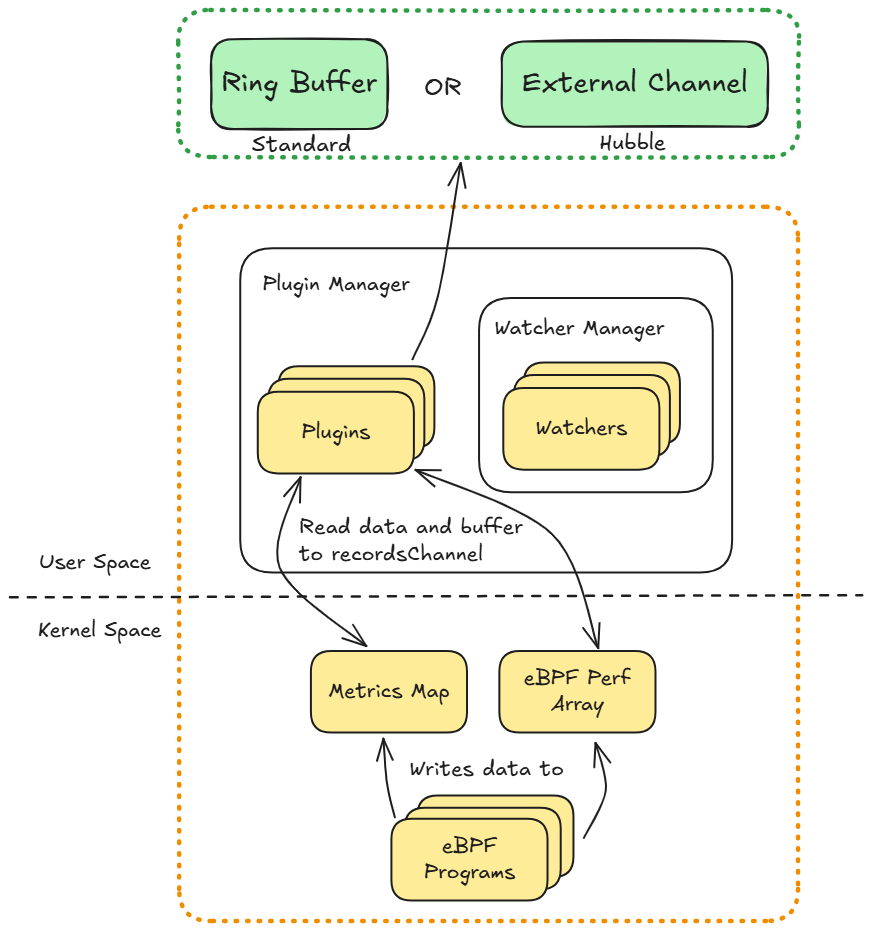 Ring Buffer
OR
External Channel
Standard
Hubble
Plugin Manager
Watcher Manager
Plugins
Watchers
Read data and buffer
to recordsChannel
User Space
Kernel Space
Metrics Map
eBPF Perf
Array
Writes data to
eBPF
Programs